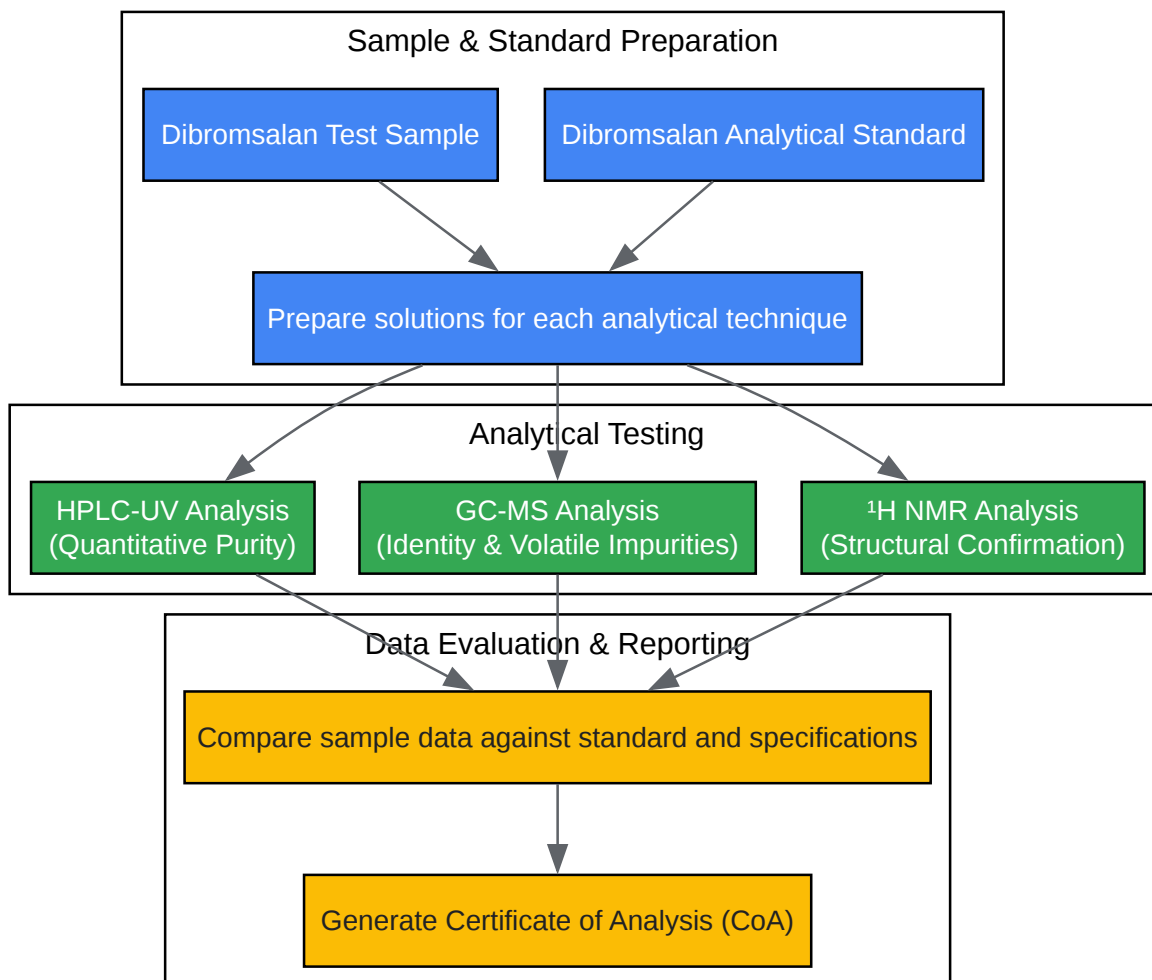 Sample & Standard Preparation
Dibromsalan Test Sample
Dibromsalan Analytical Standard
Prepare solutions for each analytical technique
Analytical Testing
HPLC-UV Analysis
(Quantitative Purity)
GC-MS Analysis
(Identity & Volatile Impurities)
¹H NMR Analysis
(Structural Confirmation)
Data Evaluation & Reporting
Compare sample data against standard and specifications
Generate Certificate of Analysis (CoA)